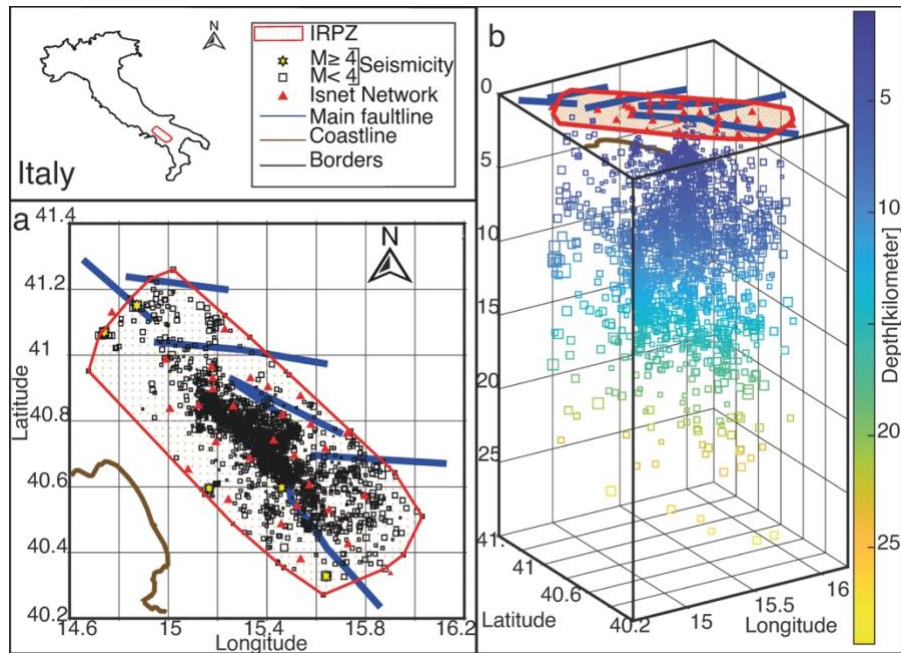 N
Italy
IRPZ
M≥ 4
M< 4
Seismicity
Isnet Network
Main faultline
Coastline
Borders
a
N
41.4
41.2
41
40.8
40.6
40.4
40.2
Latitude
14.6 15 15.4 15.8 16.2
Longitude
b
0
5
10
15
20
25
41.
41
40.6
40.2
Latitude
15
15.5
16
Longitude
5
10
20
25
Depth[kilometer]